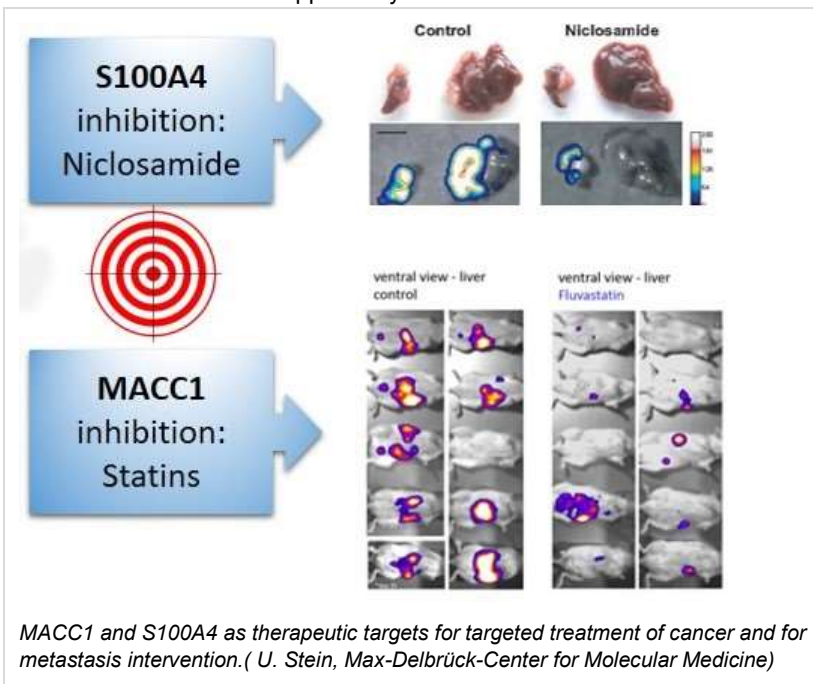 S100A4
inhibition:
Niclosamide
Control
Niclosamide
ventral view - liver
control
ventral view - liver
Fluvastatin
MACC1
inhibition:
Statins
MACC1 and S100A4 as therapeutic targets for targeted treatment of cancer and for
metastasis intervention.( U. Stein, Max-Delbrück-Center for Molecular Medicine)